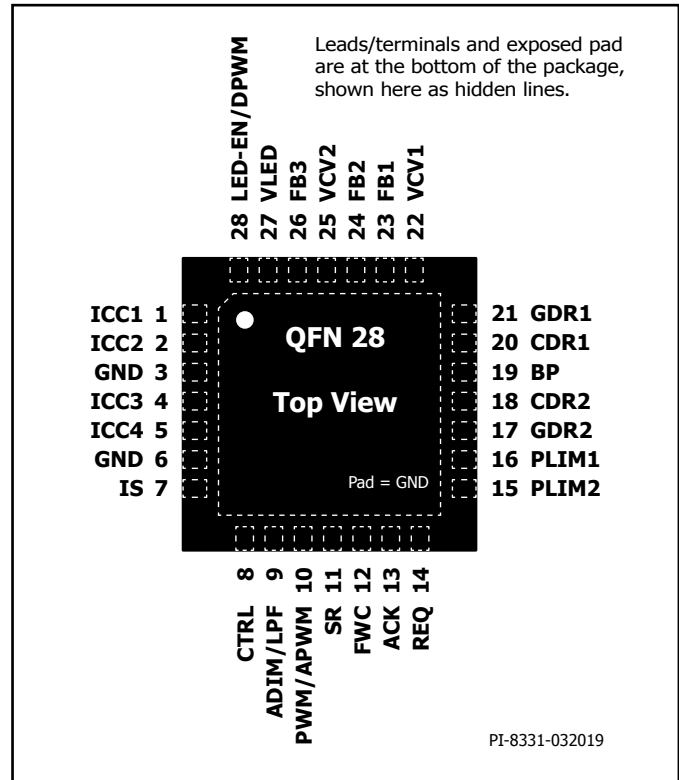 Leads/terminals and exposed pad
are at the bottom of the package,
shown here as hidden lines.
28 LED-EN/DPWM
27 VLED
26 FB3
25 VCV2
24 FB2
23 FB1
22 VCV1
ICC1 1
ICC2 2
GND 3
ICC3 4
ICC4 5
GND 6
IS 7
QFN 28
Top View
Pad = GND
21 GDR1
20 CDR1
19 BP
18 CDR2
17 GDR2
16 PLIM1
15 PLIM2
CTRL 8
ADIM/LPF 9
PWM/APWM 10
SR 11
FWC 12
ACK 13
REQ 14
PI-8331-032019